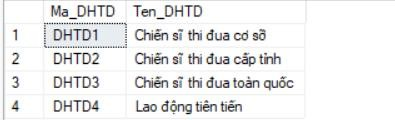 Ma_DHTD Ten_DHTD
1 DHTD1 Chiến sĩ thi đua cơ sở
2 DHTD2 Chiến sĩ thi đua cấp tỉnh
3 DHTD3 Chiến sĩ thi đua toàn quốc
4 DHTD4 Lao động tiên tiến